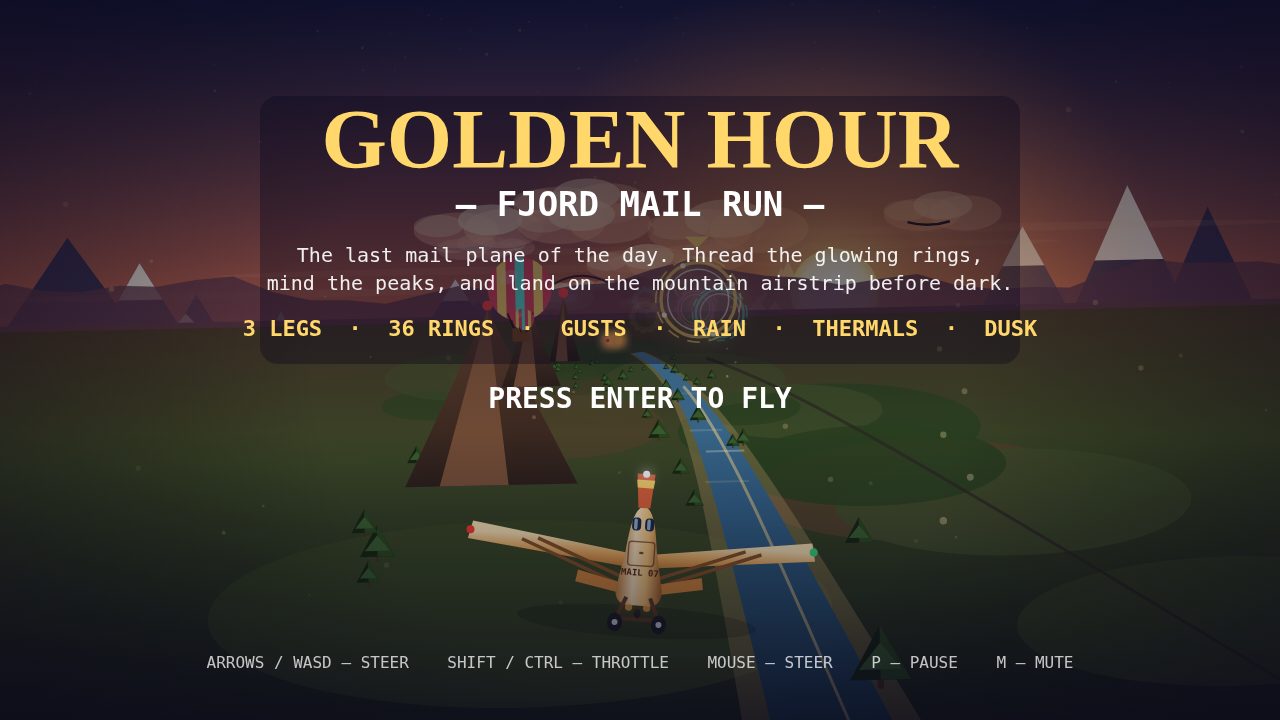 GOLDEN HOUR
— FJORD MAIL RUN —
The last mail plane of the day. Thread the glowing rings,
mind the peaks, and land on the mountain airstrip before dark.
3 LEGS · 36 RINGS · GUSTS · RAIN · THERMALS · DUSK
PRESS ENTER TO FLY
MAIL 07
ARROWS / WASD — STEER SHIFT / CTRL — THROTTLE MOUSE — STEER P — PAUSE M — MUTE